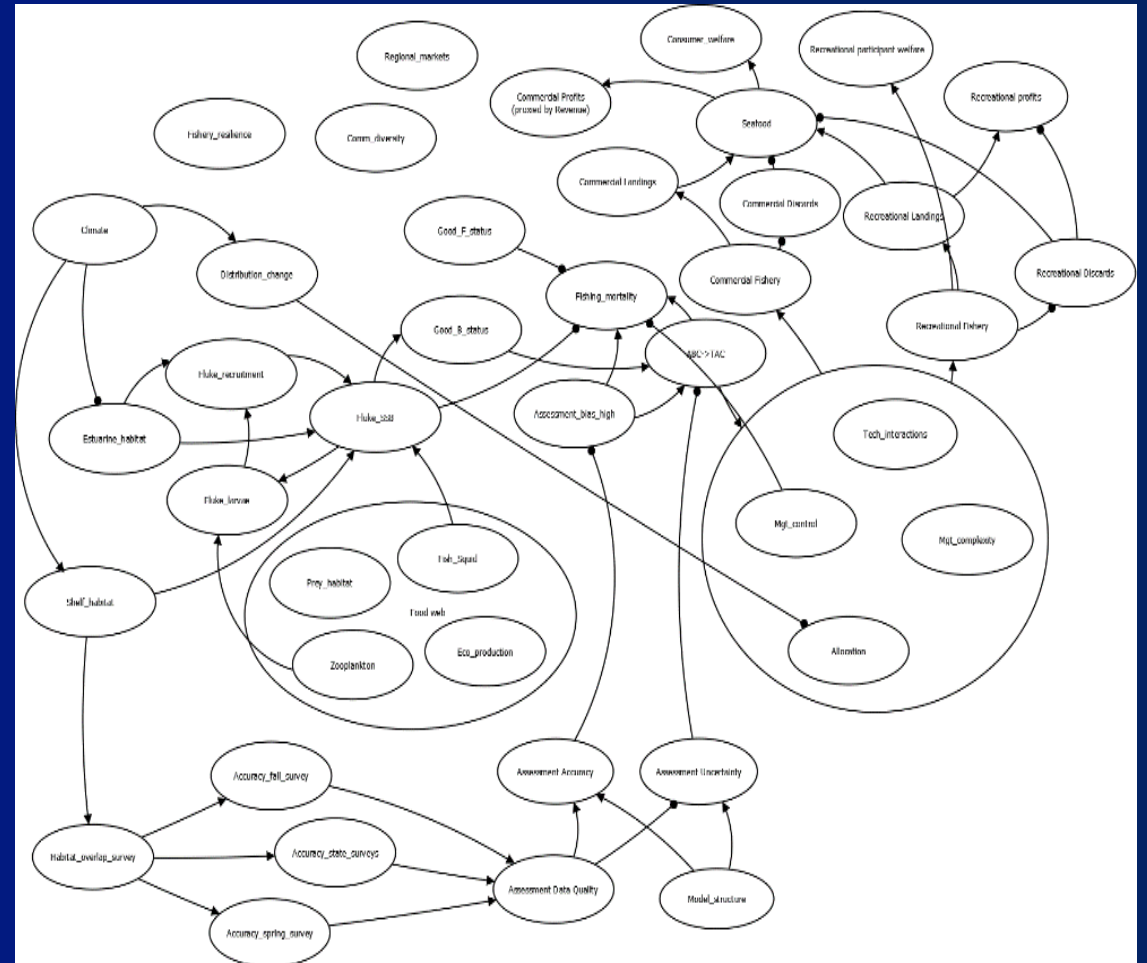 Consumer_welfare
Recreational participant welfare
Regional_markets
Commercial Profits
(proxied by Revenue)
Recreational profits
Fishery_resilience
Comm_diversity
Seafood
Commercial Landings
Commercial Discards
Recreational Landings
Climate
Good_F_status
Distribution_change
Commercial Fishery
Recreational Discards
Fishing_mortality
Good_B_status
Recreational Fishery
ABC->TAC
Fluke_recruitment
Assessment_bias_high
Fluke_SSB
Estuarine_habitat
Tech_interactions
Fluke_larvae
Mgt_control
Mgt_complexity
Fish_Squid
Prey_habitat
Shelf_habitat
Food web
Allocation
Eco_production
Zooplankton
Accuracy_fall_survey
Assessment Accuracy
Assessment Uncertainty
Habitat_overlap_survey
Accuracy_state_surveys
Assessment Data Quality
Model_structure
Accuracy_spring_survey